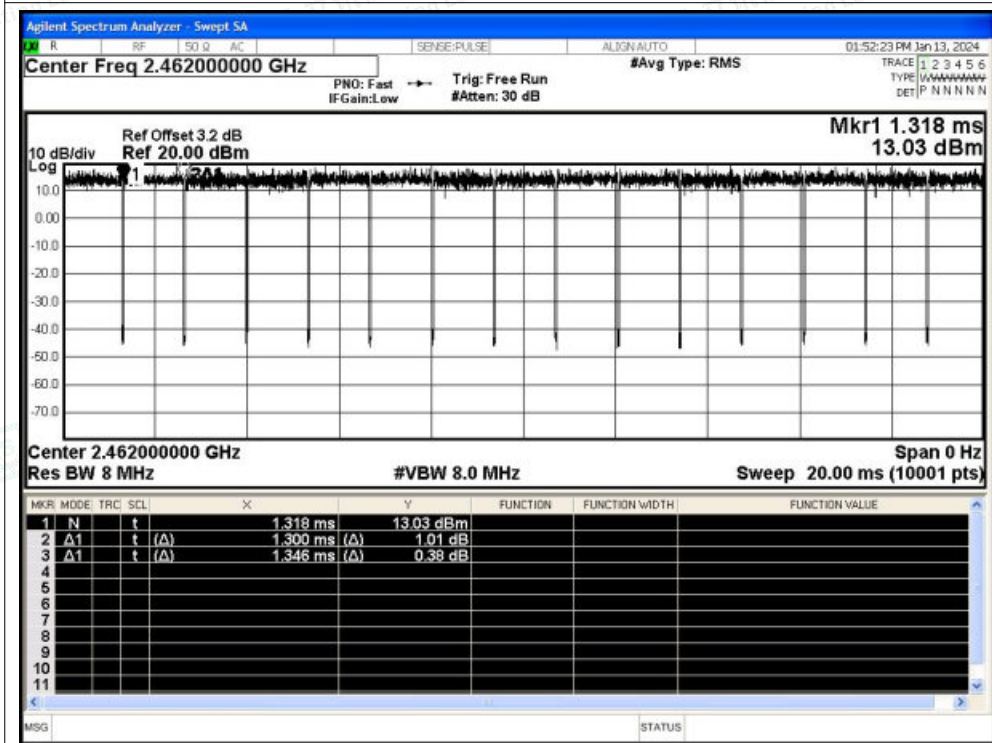 Agilent Spectrum Analyzer - Swept SA
LXI R RF 50 Ω AC SENSE:PULSE ALIGN AUTO 01:52:23 PM Jan 13, 2024
Center Freq 2.462000000 GHz #Avg Type: RMS TRACE 1 2 3 4 5 6
PNO: Fast Trig: Free Run TYPE
IFGain:Low #Atten: 30 dB DET P N N N N N
Mkr1 1.318 ms
Ref Offset 3.2 dB
10 dB/div Ref 20.00 dBm 13.03 dBm
Log
1
10.0
0.00
-10.0
-20.0
-30.0
-40.0
-50.0
-60.0
-70.0
Center 2.462000000 GHz Span 0 Hz
Res BW 8 MHz #VBW 8.0 MHz Sweep 20.00 ms (10001 pts)
MKR MODE TRC SCL X Y FUNCTION FUNCTION WIDTH FUNCTION VALUE
1 N t 1.318 ms 13.03 dBm
2 Δ1 t (Δ) 1.300 ms (Δ) 1.01 dB
3 Δ1 t (Δ) 1.346 ms (Δ) 0.38 dB
4
5
6
7
8
9
10
11
MSG STATUS